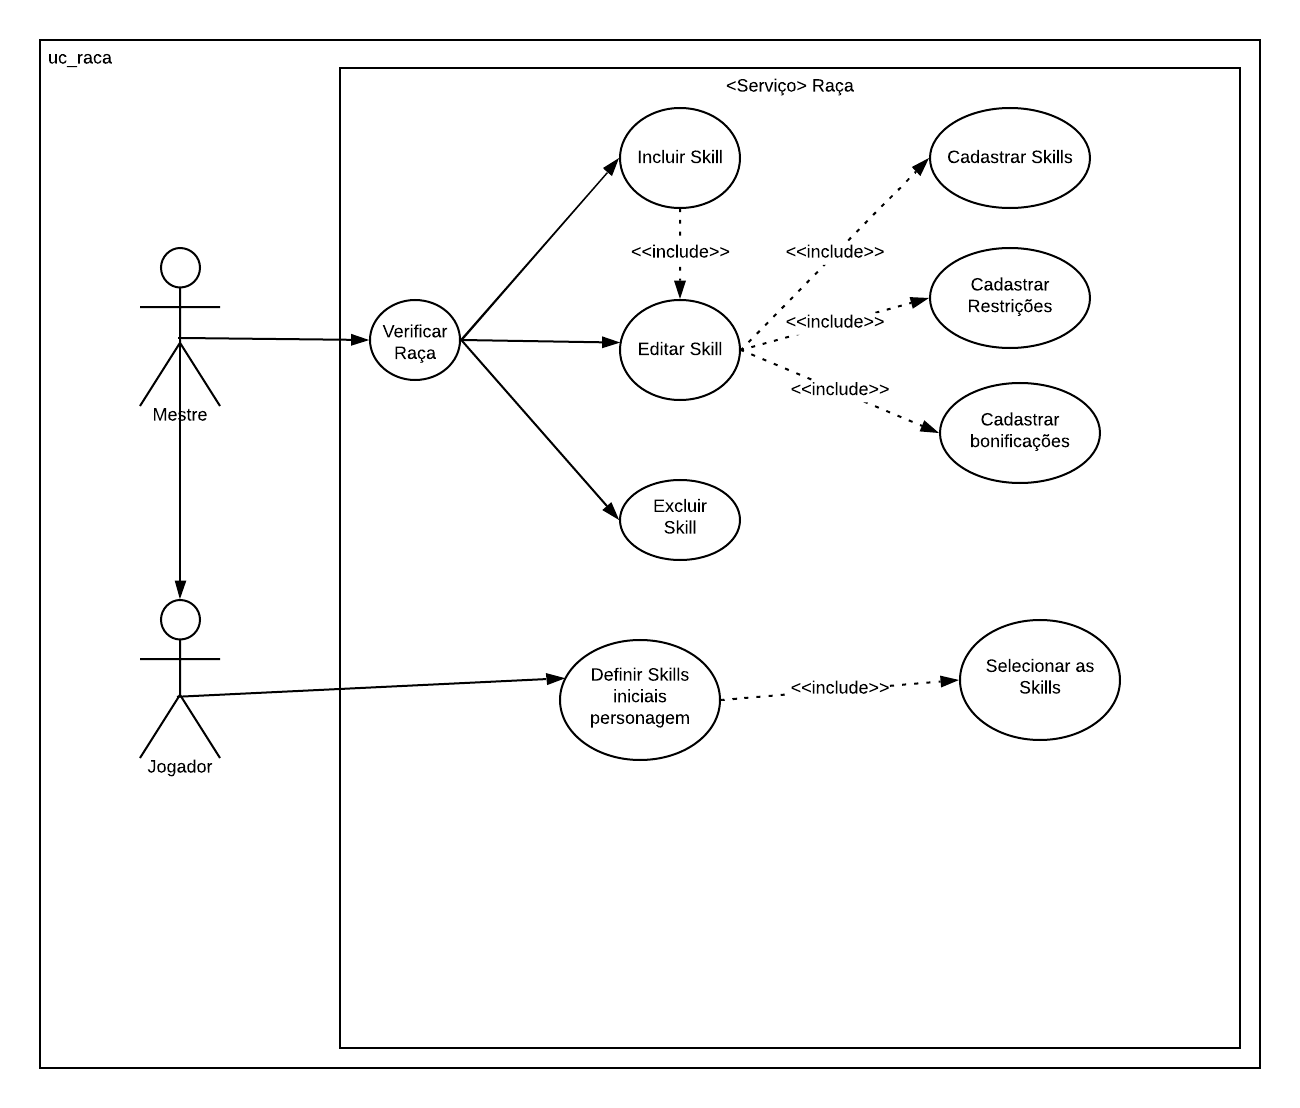 uc_raca
<Serviço> Raça
Incluir Skill
Cadastrar Skills
<<include>>
<<include>>
Cadastrar
Restrições
<<include>>
Verificar
Raça
Editar Skill
<<include>>
Mestre
Cadastrar
bonificações
Excluir
Skill
Definir Skills
iniciais
personagem
<<include>>
Selecionar as
Skills
Jogador